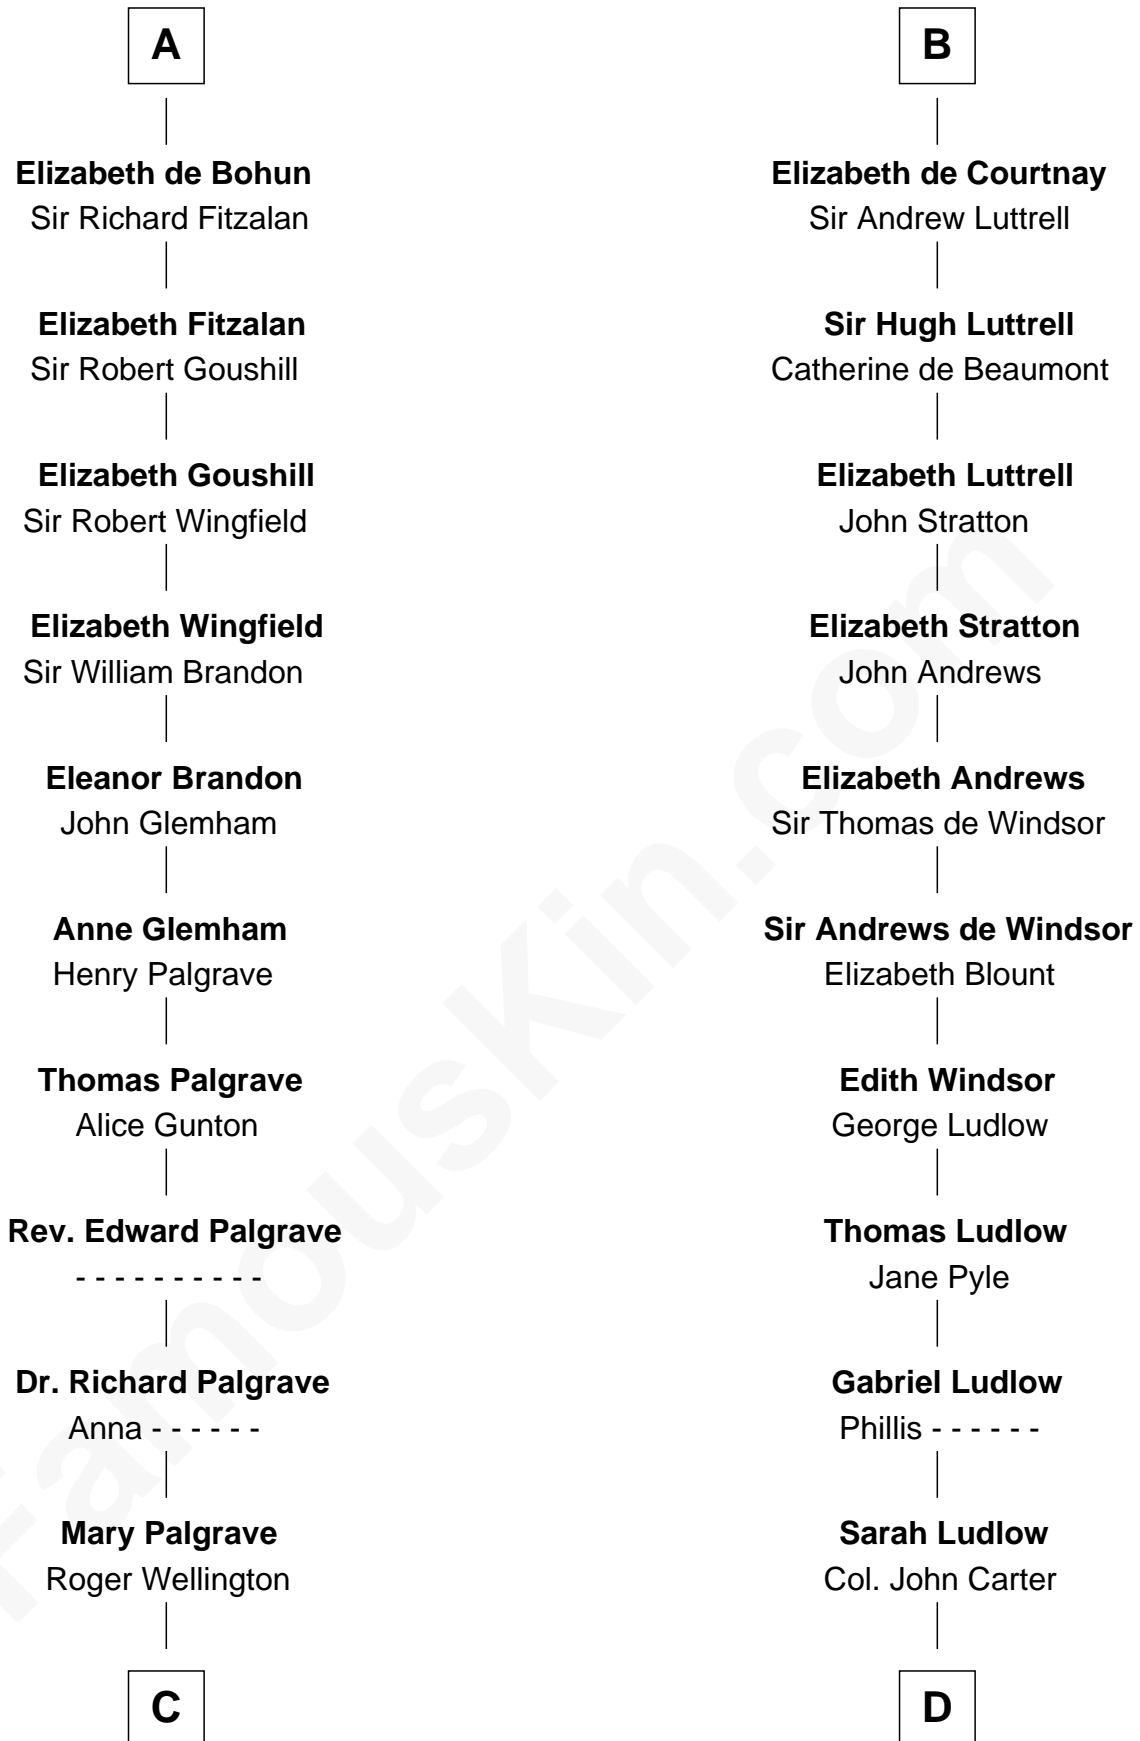 A
Elizabeth de Bohun
Sir Richard Fitzalan
Elizabeth Fitzalan
Sir Robert Goushill
Elizabeth Goushill
Sir Robert Wingfield
Elizabeth Wingfield
Sir William Brandon
Eleanor Brandon
John Glemham
Anne Glemham
Henry Palgrave
Thomas Palgrave
Alice Gunton
Rev. Edward Palgrave
- - - - - - - - - -
Dr. Richard Palgrave
Anna - - - - - -
Mary Palgrave
Roger Wellington
C
B
Elizabeth de Courtnay
Sir Andrew Luttrell
Sir Hugh Luttrell
Catherine de Beaumont
Elizabeth Luttrell
John Stratton
Elizabeth Stratton
John Andrews
Elizabeth Andrews
Sir Thomas de Windsor
Sir Andrews de Windsor
Elizabeth Blount
Edith Windsor
George Ludlow
Thomas Ludlow
Jane Pyle
Gabriel Ludlow
Phillis - - - - - -
Sarah Ludlow
Col. John Carter
D
FamousKin.com